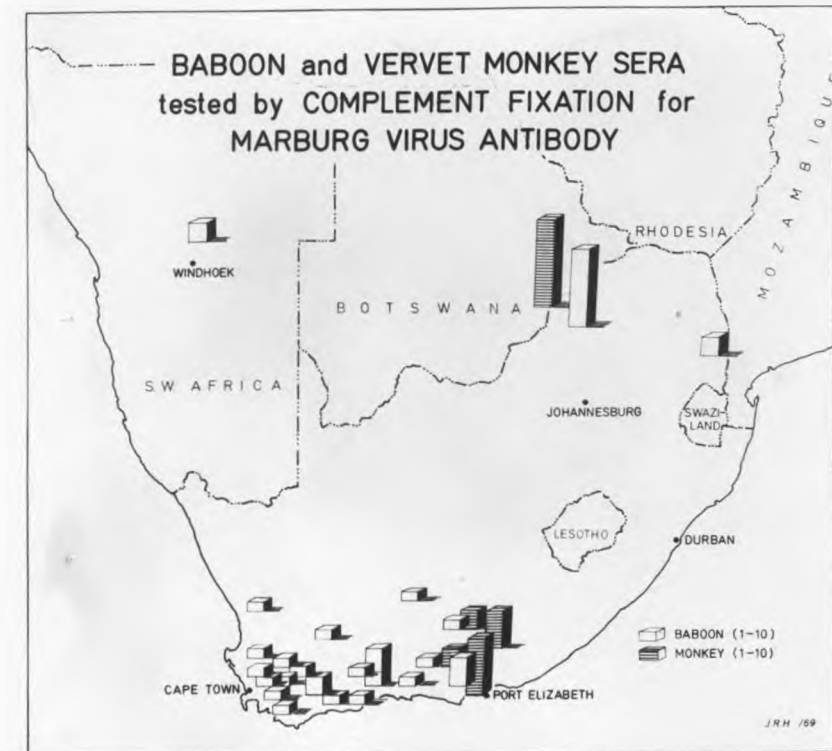 BABOON and VERVET MONKEY SERA
tested by COMPLEMENT FIXATION for
MARBURG VIRUS ANTIBODY
MOZAMBIQUE
RHODESIA
WINDHOEK
BOTSWANA
S.W. AFRICA
JOHANNESBURG
SWAZI-
LAND
LESOTHO
DURBAN
BABOON (1-10)
MONKEY (1-10)
CAPE TOWN
PORT ELIZABETH
J.R.H /69